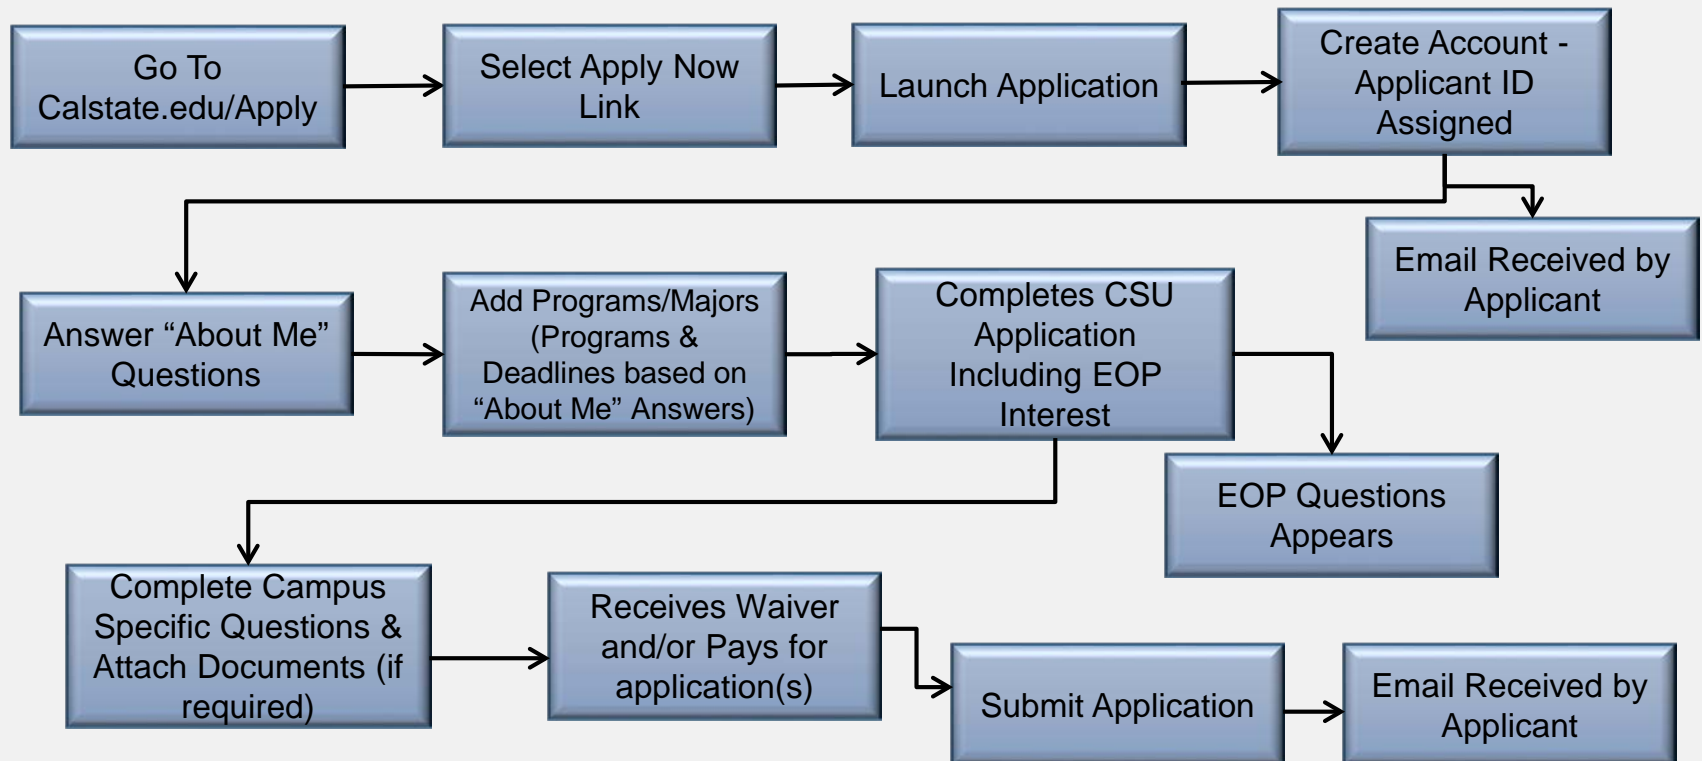 Go To
Calstate.edu/Apply
Select Apply Now
Link
Launch Application
Create Account -
Applicant ID
Assigned
Email Received by
Applicant
Answer “About Me”
Questions
Add Programs/Majors
(Programs &
Deadlines based on
“About Me” Answers)
Completes CSU
Application
Including EOP
Interest
EOP Questions
Appears
Complete Campus
Specific Questions &
Attach Documents (if
required)
Receives Waiver
and/or Pays for
application(s)
Submit Application
Email Received by
Applicant